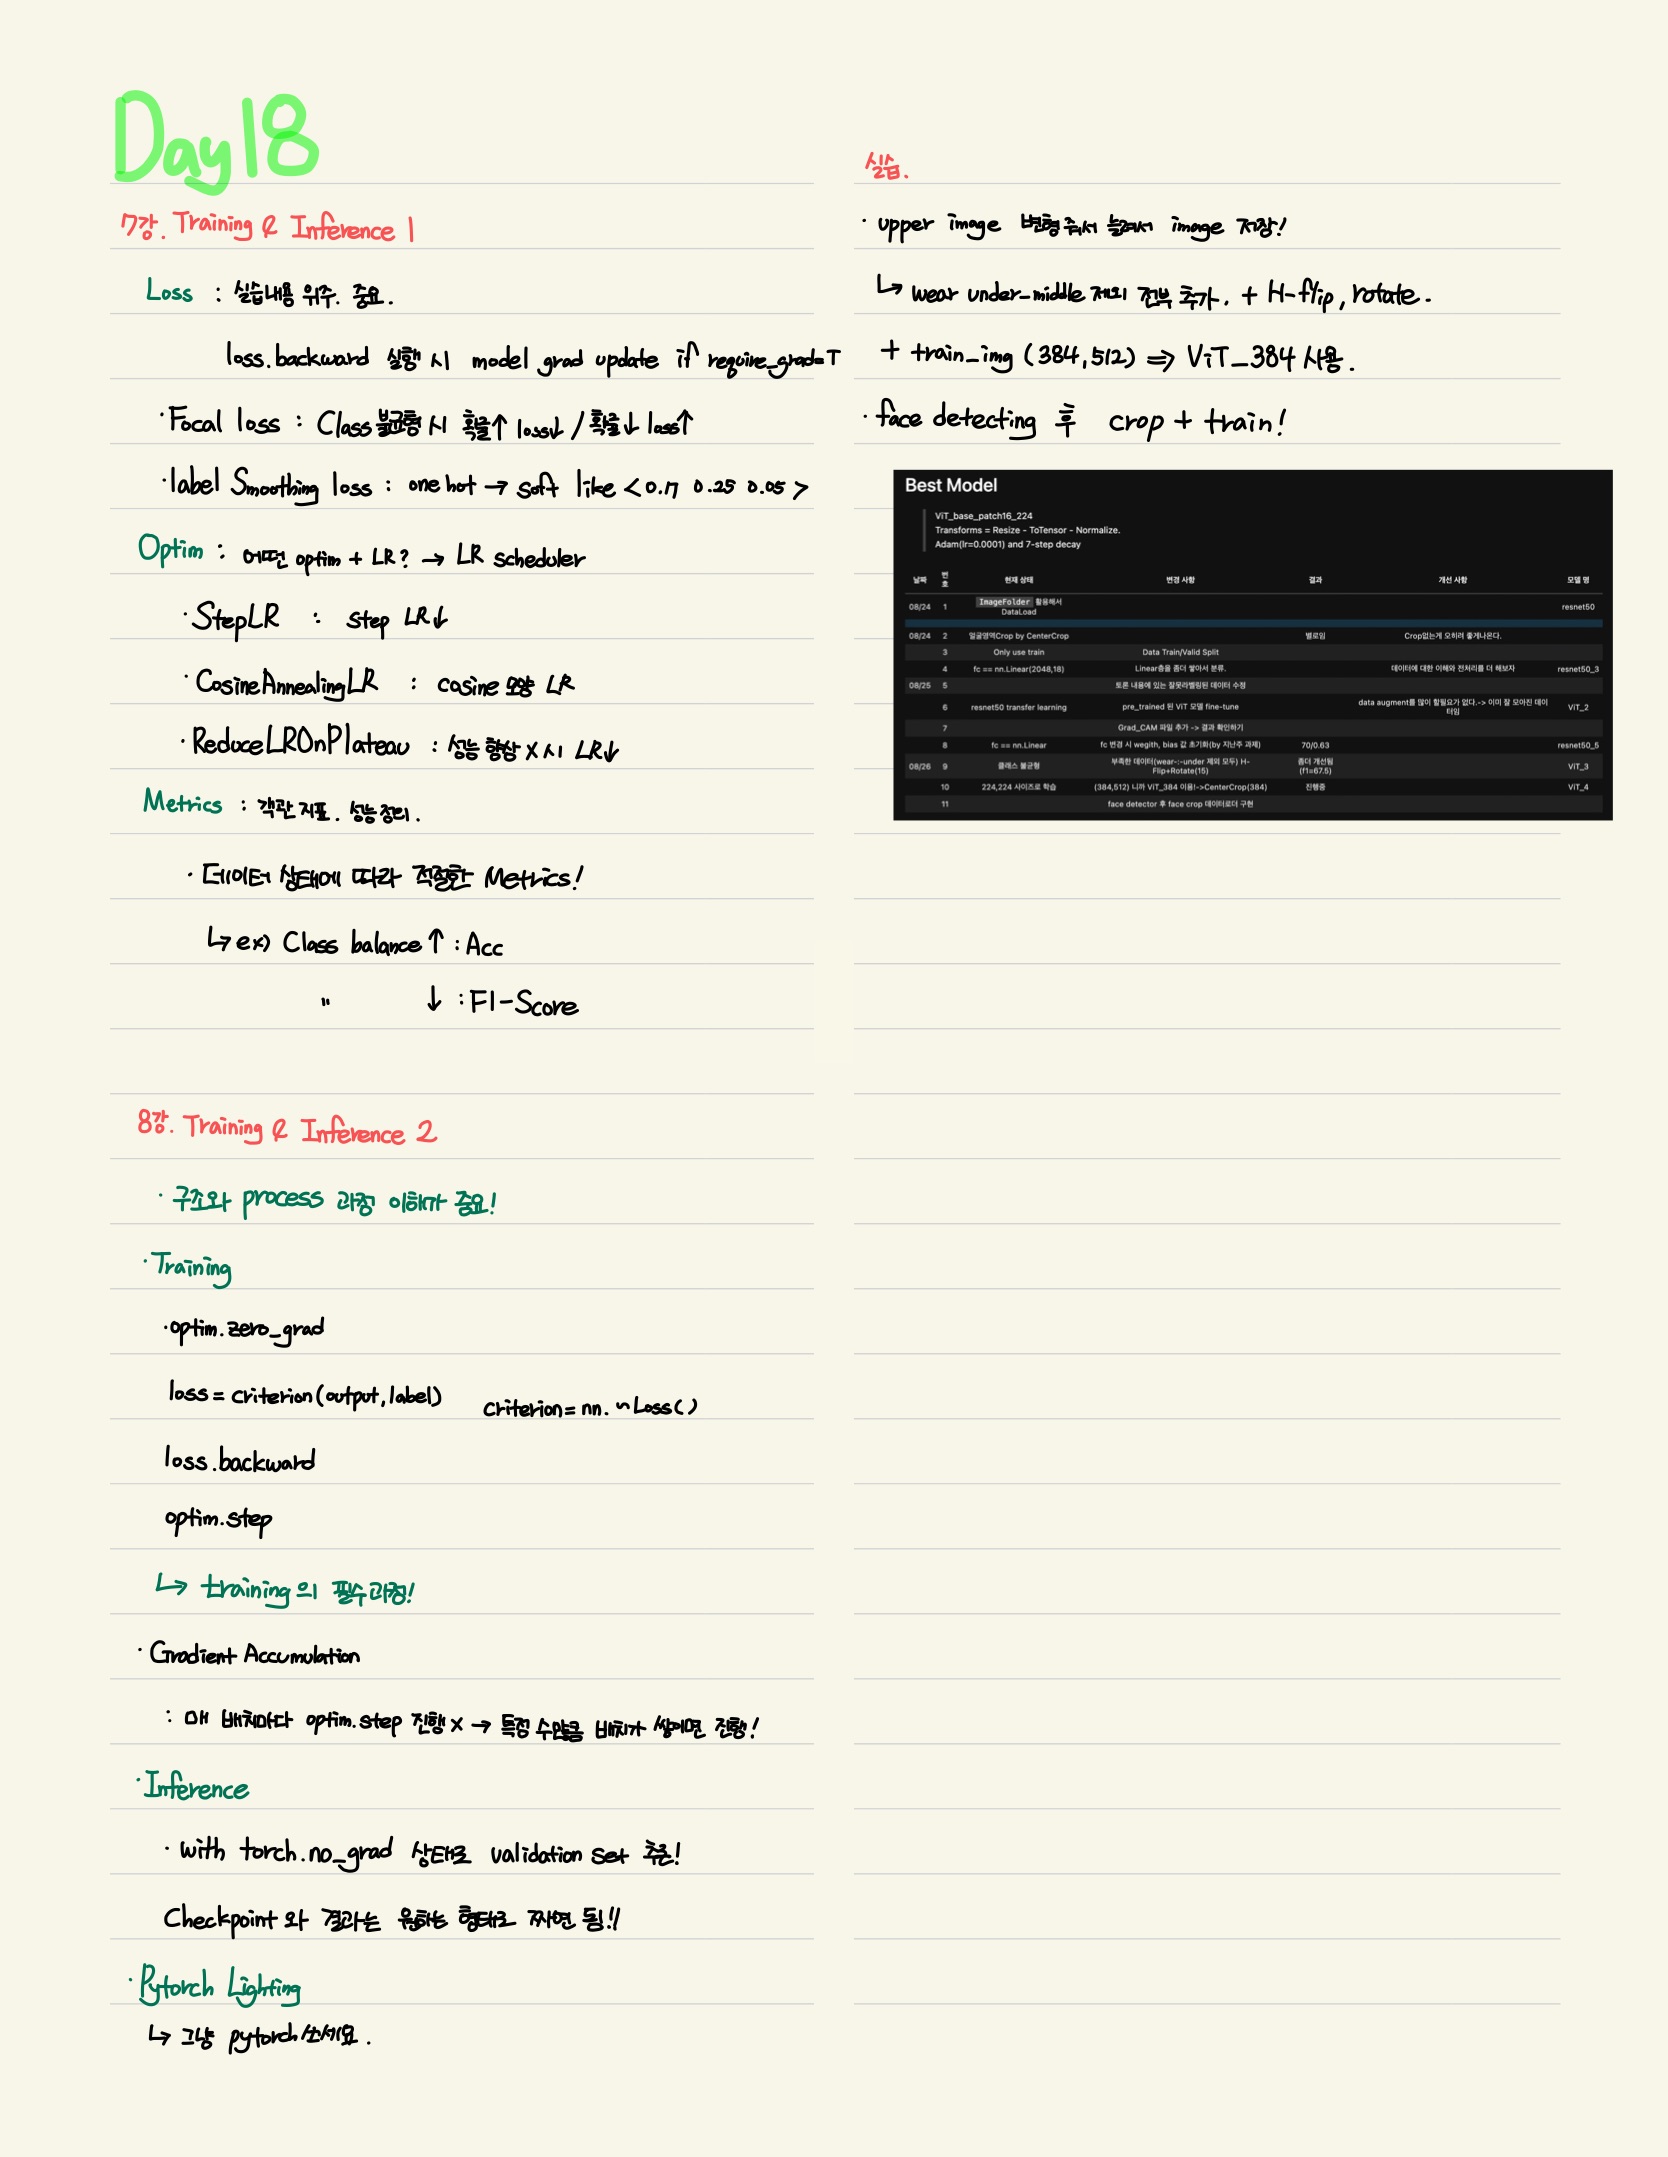 Day 18
7강. Training & Inference 1
Loss : 실습내용 위주. 중요.
loss.backward 실행 시 model grad update if require_grad=T
· Focal loss : Class 불균형 시 확률↑ loss↓ / 확률↓ loss↑
· label Smoothing loss : one hot → soft like < 0.7 0.25 0.05 >
Optim : 어떤 optim + LR? → LR scheduler
· StepLR : step LR↓
· CosineAnnealingLR : cosine 모양 LR
· ReduceLROnPlateau : 성능 향상 X 시 LR↓
Metrics : 객관 지표. 성능 정리.
· 데이터 상태에 따라 적절한 Metrics!
↳ ex) Class balance ↑ : Acc
" ↓ : F1-Score
8강. Training & Inference 2
· 구조와 process 과정 이해가 중요!
· Training
· optim.zero_grad
loss = criterion(output, label) criterion = nn. ~Loss()
loss.backward
optim.step
↳ training의 필수과정!
· Gradient Accumulation
: 매 배치마다 optim.step 진행 X → 특정 수만큼 배치가 쌓이면 진행!
· Inference
· with torch.no_grad 상태로 validation set 추론!
Checkpoint 와 결과는 원하는 형태로 짜면 됨!!
· Pytorch Lighting
↳ 그냥 pytorch 쓰세요.
실습.
· upper image 변형 줘서 늘려서 image 저장!
↳ wear under_middle 제외 전부 추가. + H-flip, rotate.
+ train_img (384,512) ⇒ ViT_384 사용.
· face detecting 후 crop + train!
Best Model
ViT_base_patch16_224
Transforms = Resize - ToTensor - Normalize.
Adam(lr=0.0001) and 7-step decay
날짜 번호 현재 상태 변경 사항 결과 개선 사항 모델 명
08/24 1 ImageFolder 활용해서 DataLoad resnet50
08/24 2 얼굴영역Crop by CenterCrop 별로임 Crop없는게 오히려 좋게나온다.
3 Only use train Data Train/Valid Split
4 fc == nn.Linear(2048,18) Linear층을 좀더 쌓아서 분류. 데이터에 대한 이해와 전처리를 더 해보자 resnet50_3
08/25 5 토론 내용에 있는 잘못라벨링된 데이터 수정
6 resnet50 transfer learning pre_trained 된 ViT 모델 fine-tune data augment를 많이 할필요가 없다.-> 이미 잘 모아진 데이터임 ViT_2
7 Grad_CAM 파일 추가 -> 결과 확인하기
8 fc == nn.Linear fc 변경 시 wegith, bias 값 초기화(by 지난주 과제) 70/0.63 resnet50_5
08/26 9 클래스 불균형 부족한 데이터(wear-:-under 제외 모두) H-Flip+Rotate(15) 좀더 개선됨 (f1=67.5) ViT_3
10 224,224 사이즈로 학습 (384,512) 니까 ViT_384 이용!->CenterCrop(384) 진행중 ViT_4
11 face detector 후 face crop 데이터로더 구현